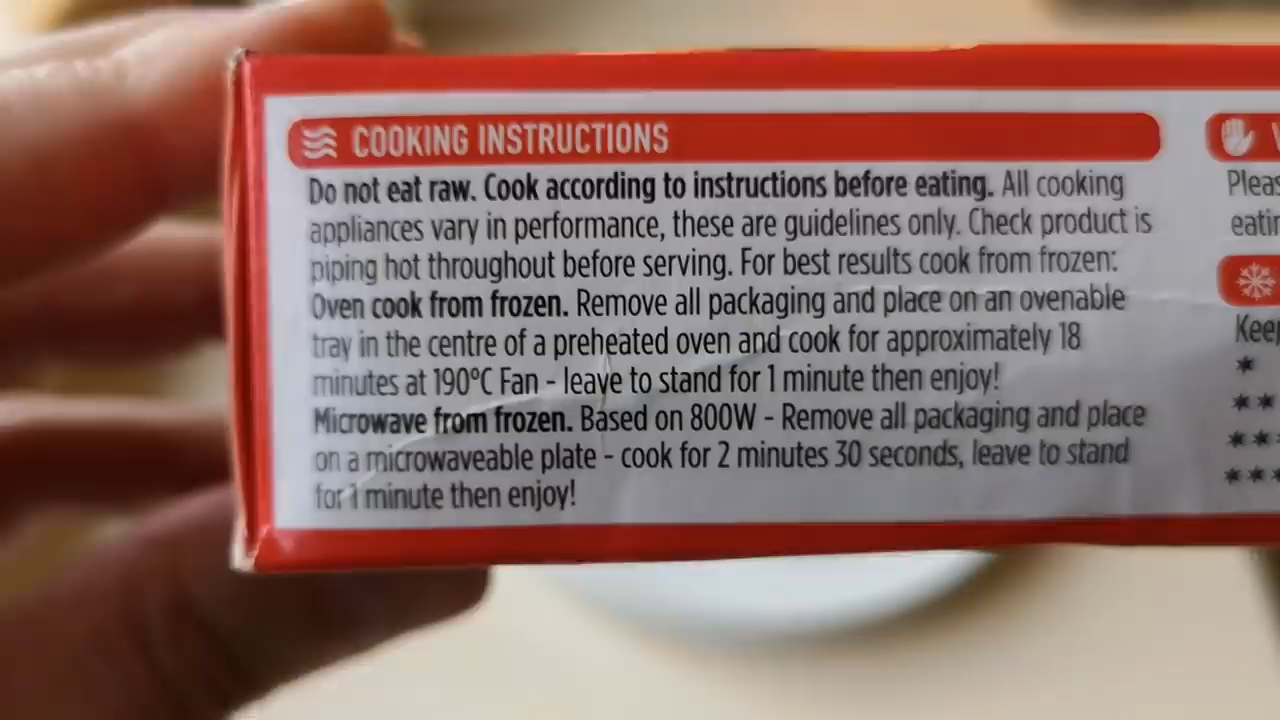 COOKING INSTRUCTIONS
Do not eat raw. Cook according to instructions before eating. All cooking
appliances vary in performance, these are guidelines only. Check product is
piping hot throughout before serving. For best results cook from frozen:
Oven cook from frozen. Remove all packaging and place on an ovenable
tray in the centre of a preheated oven and cook for approximately 18
minutes at 190°C Fan - leave to stand for 1 minute then enjoy!
Microwave from frozen. Based on 800W - Remove all packaging and place
on a microwaveable plate - cook for 2 minutes 30 seconds, leave to stand
for 1 minute then enjoy!